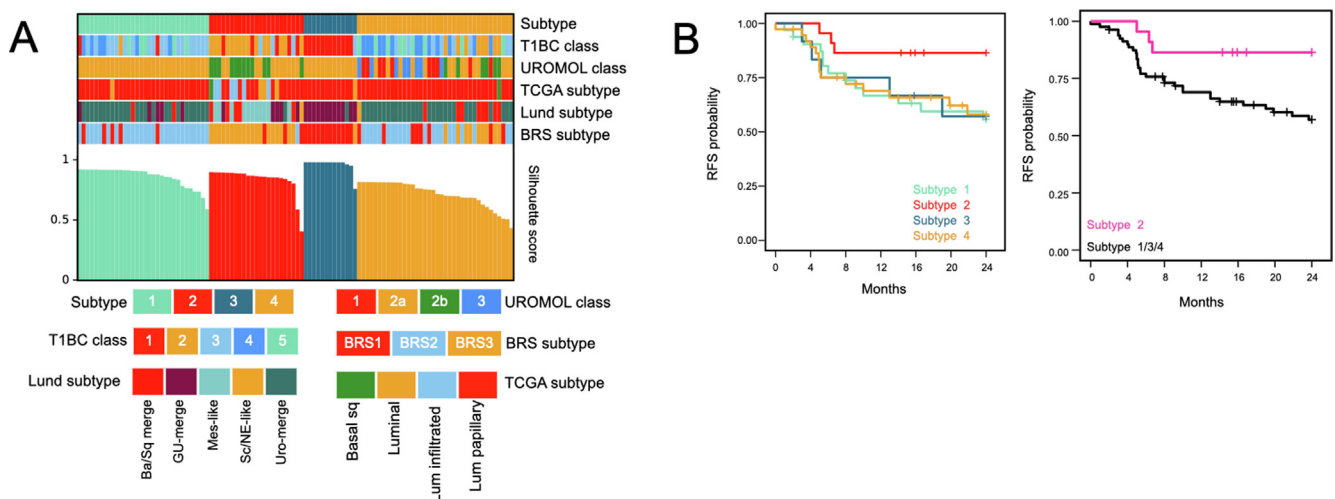 A
Subtype
T1BC class
UROMOL class
TCGA subtype
Lund subtype
BRS subtype
1
0.5
0
Silhouette score
Subtype 1 2 3 4
1 2a 2b 3 UROMOL class
T1BC class 1 2 3 4 5
BRS1 BRS2 BRS3 BRS subtype
Lund subtype
TCGA subtype
Ba/Sq merge
GU-merge
Mes-like
Sc/NE-like
Uro-merge
Basal sq
Luminal
Lum infiltrated
Lum papillary
B
RFS probability
1.00
0.75
0.50
0.25
0.00
Subtype 1
Subtype 2
Subtype 3
Subtype 4
0 4 8 12 16 20 24
Months
RFS probability
1.00
0.75
0.50
0.25
0.00
Subtype 2
Subtype 1/3/4
0 4 8 12 16 20 24
Months